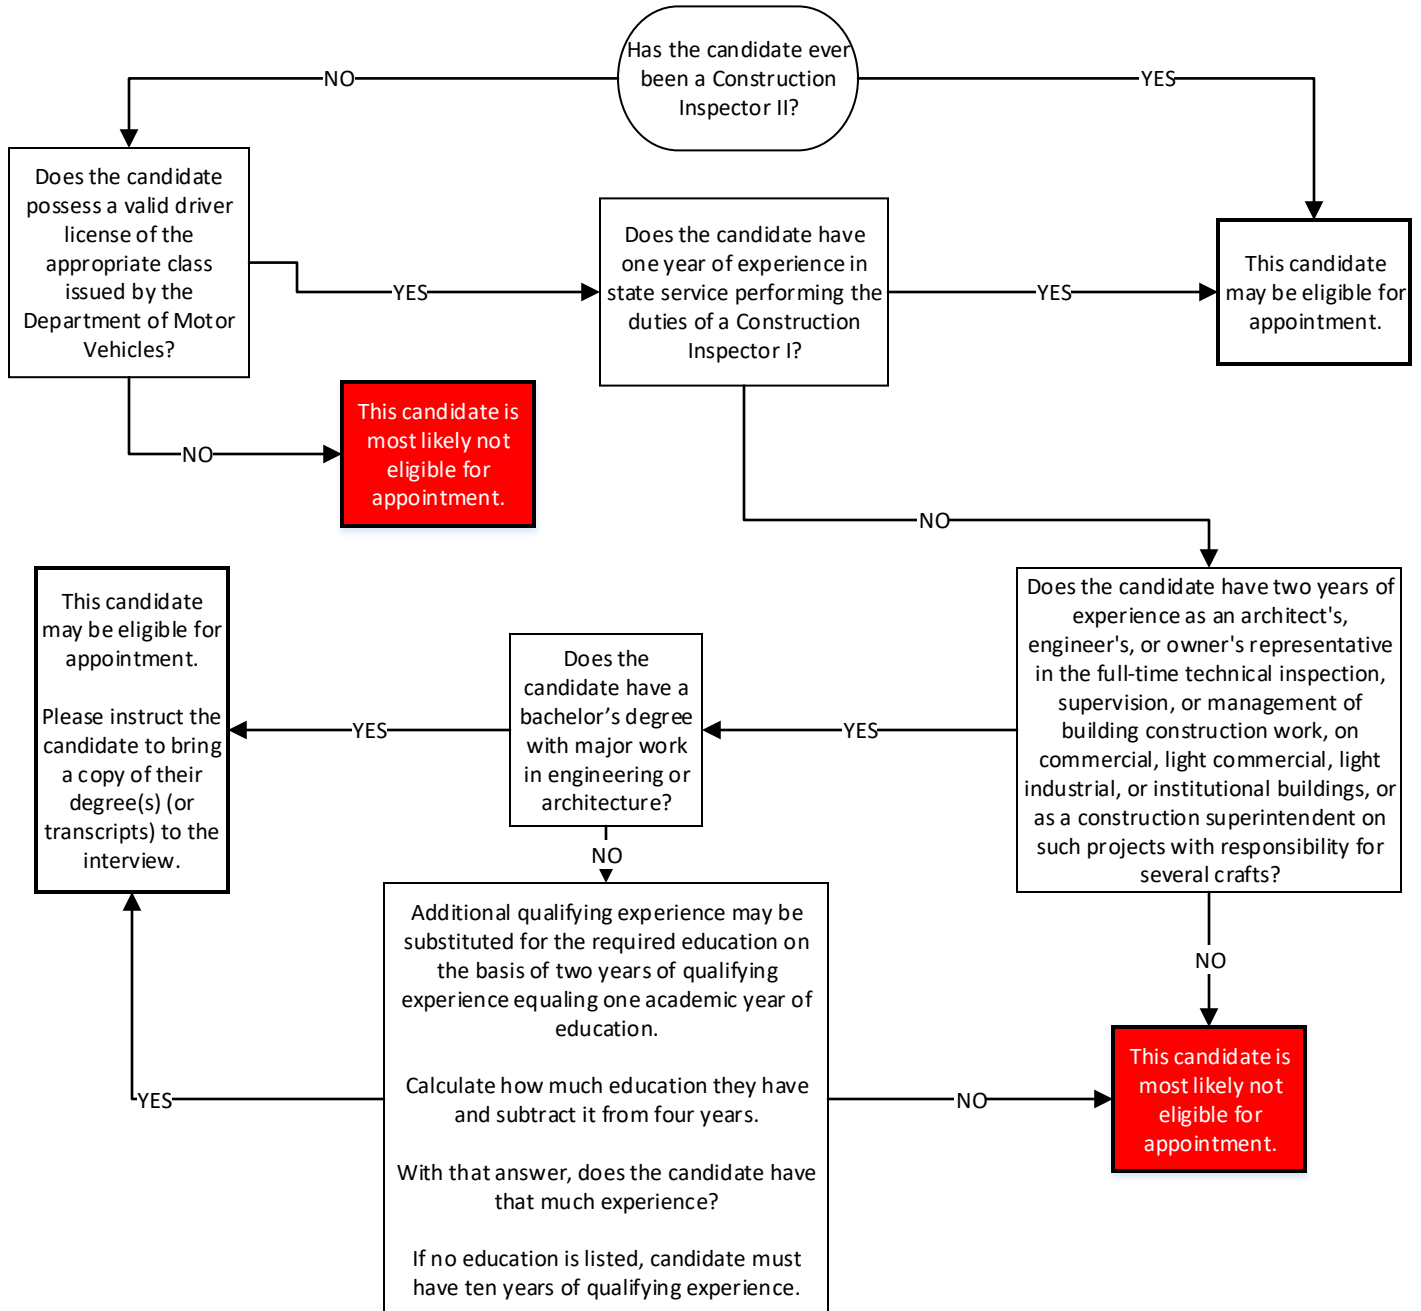 Has the candidate ever
been a Construction
Inspector II?
NO
YES
Does the candidate
possess a valid driver
license of the
appropriate class
issued by the
Department of Motor
Vehicles?
YES
Does the candidate have
one year of experience in
state service performing the
duties of a Construction
Inspector I?
YES
This candidate
may be eligible for
appointment.
NO
This candidate is
most likely not
eligible for
appointment.
NO
Does the candidate have two years of
experience as an architect's,
engineer's, or owner's representative
in the full-time technical inspection,
supervision, or management of
building construction work, on
commercial, light commercial, light
industrial, or institutional buildings, or
as a construction superintendent on
such projects with responsibility for
several crafts?
YES
Does the
candidate have a
bachelor’s degree
with major work
in engineering or
architecture?
YES
This candidate
may be eligible for
appointment.
Please instruct the
candidate to bring
a copy of their
degree(s) (or
transcripts) to the
interview.
NO
Additional qualifying experience may be
substituted for the required education on
the basis of two years of qualifying
experience equaling one academic year of
education.
Calculate how much education they have
and subtract it from four years.
With that answer, does the candidate have
that much experience?
If no education is listed, candidate must
have ten years of qualifying experience.
YES
NO
NO
This candidate is
most likely not
eligible for
appointment.